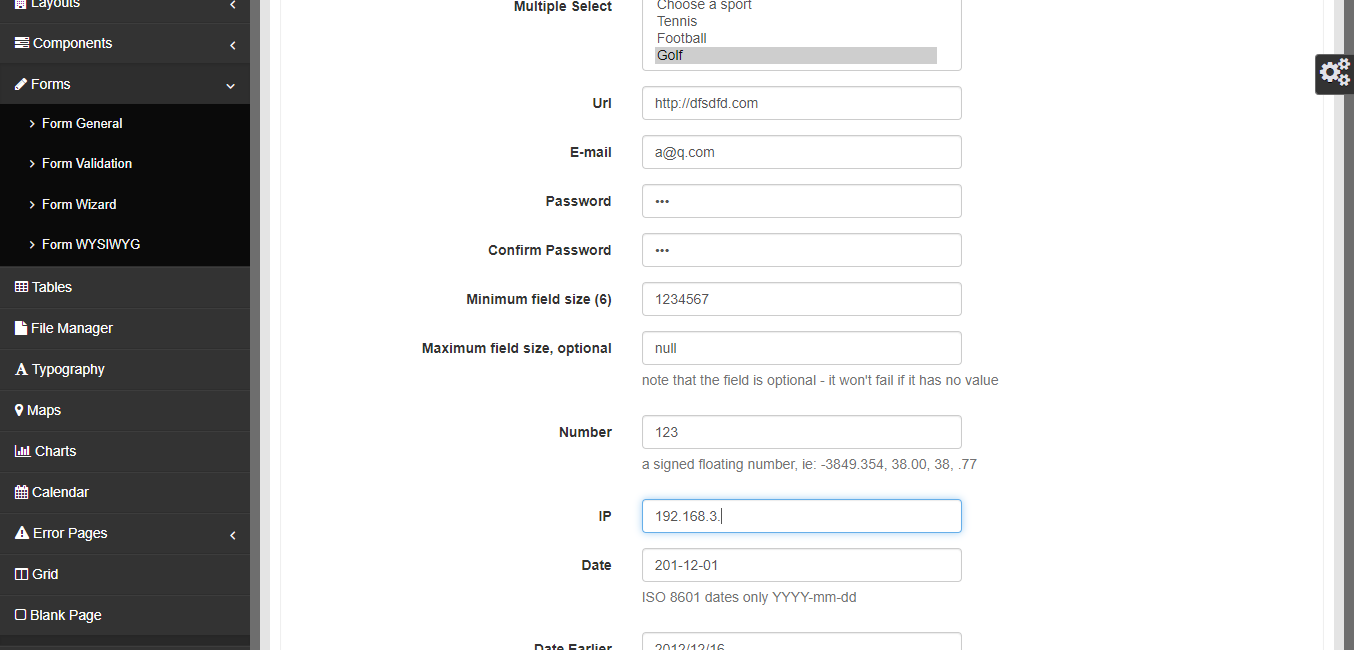 Layouts
Components
Forms
Form General
Form Validation
Form Wizard
Form WYSIWYG
Tables
File Manager
Typography
Maps
Charts
Calendar
Error Pages
Grid
Blank Page
Multiple Select
Choose a sport
Tennis
Football
Golf
Url
http://dfsdfd.com
E-mail
a@q.com
Password
•••
Confirm Password
•••
Minimum field size (6)
1234567
Maximum field size, optional
null
note that the field is optional - it won't fail if it has no value
Number
123
a signed floating number, ie: -3849.354, 38.00, 38, .77
IP
192.168.3.
Date
201-12-01
ISO 8601 dates only YYYY-mm-dd
Date Earlier
2012/12/16